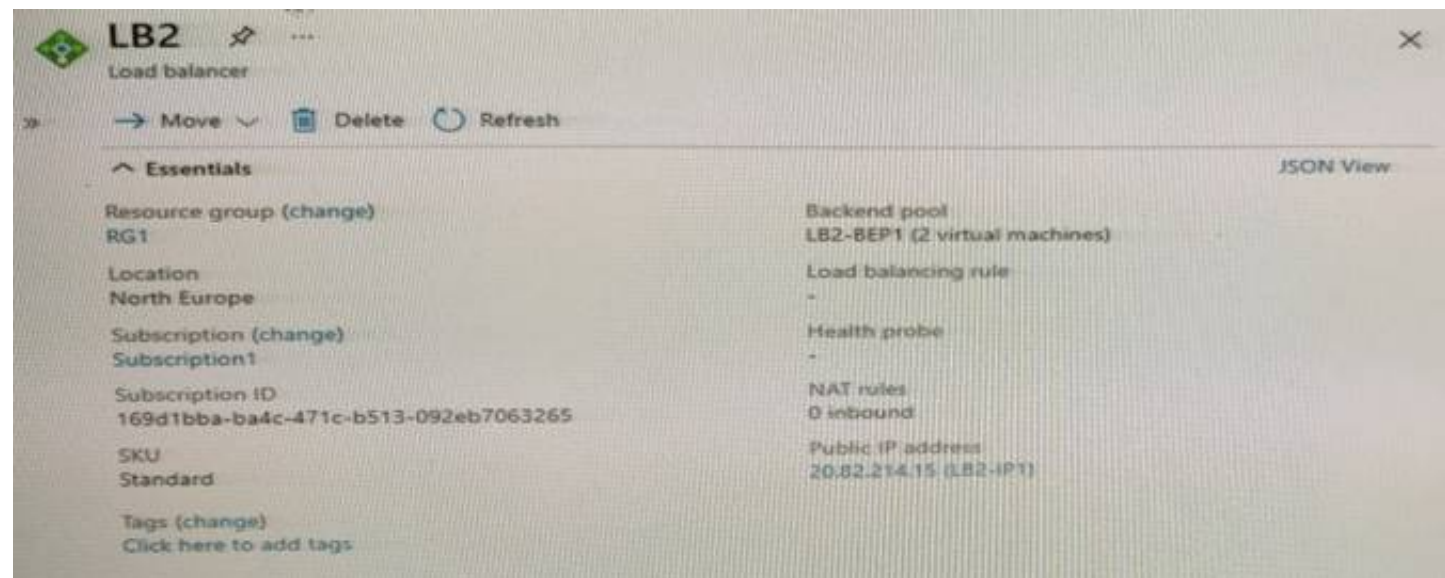 LB2 ...
Load balancer
Move
Delete
Refresh
Essentials
JSON View
Resource group (change)
RG1
Location
North Europe
Subscription (change)
Subscription1
Subscription ID
169d1bba-ba4c-471c-b513-092eb7063265
SKU
Standard
Tags (change)
Click here to add tags
Backend pool
LB2-BEP1 (2 virtual machines)
Load balancing rule
-
Health probe
-
NAT rules
0 inbound
Public IP address
20.82.214.15 (LB2-IP1)